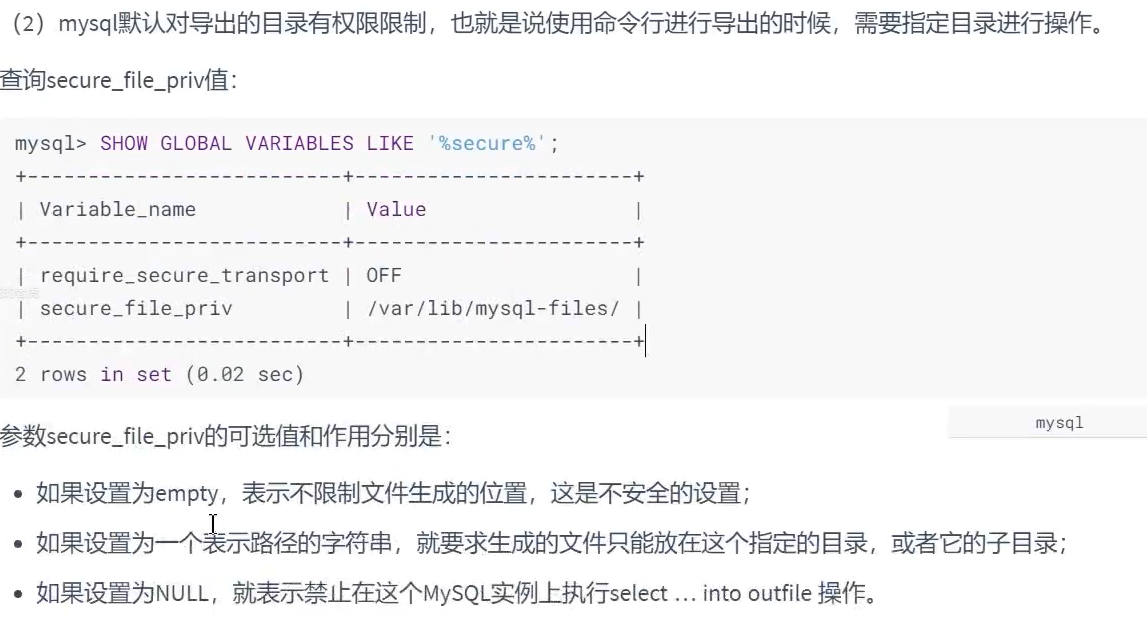 （2）mysql默认对导出的目录有权限限制，也就是说使用命令行进行导出的时候，需要指定目录进行操作。
查询secure_file_priv值：
mysql> SHOW GLOBAL VARIABLES LIKE '%secure%';
+--------------------------+-----------------------+
| Variable_name            | Value                 |
+--------------------------+-----------------------+
| require_secure_transport | OFF                   |
| secure_file_priv         | /var/lib/mysql-files/ |
+--------------------------+-----------------------+
2 rows in set (0.02 sec)
mysql
参数secure_file_priv的可选值和作用分别是：
• 如果设置为empty，表示不限制文件生成的位置，这是不安全的设置；
• 如果设置为一个表示路径的字符串，就要求生成的文件只能放在这个指定的目录，或者它的子目录；
• 如果设置为NULL，就表示禁止在这个MySQL实例上执行select … into outfile 操作。